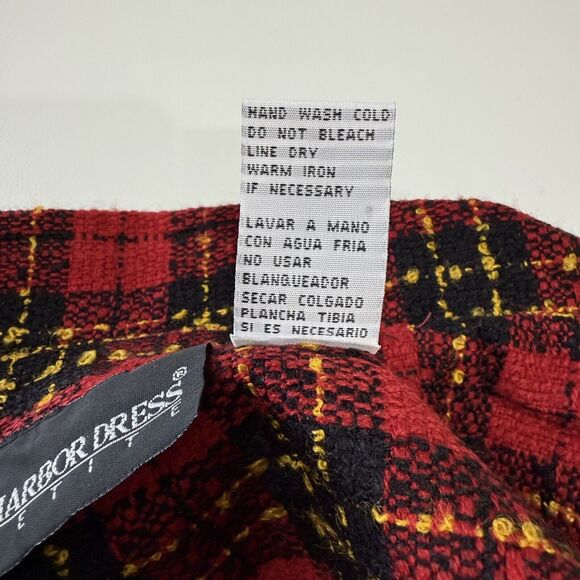 HAND WASH COLD
DO NOT BLEACH
LINE DRY
WARM IRON
IF NECESSARY
LAVAR A MANO
CON AGUA FRIA
NO USAR
BLANQUEADOR
SECAR COLGADO
PLANCHA TIBIA
SI ES NECESARIO
HARBOR DRESS®